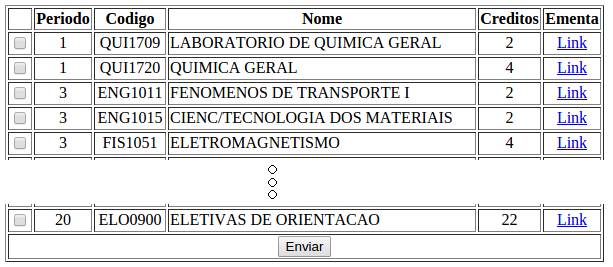 Periodo Codigo Nome Creditos Ementa
1 QUI1709 LABORATORIO DE QUIMICA GERAL 2 Link
1 QUI1720 QUIMICA GERAL 4 Link
3 ENG1011 FENOMENOS DE TRANSPORTE I 2 Link
3 ENG1015 CIENC/TECNOLOGIA DOS MATERIAIS 2 Link
3 FIS1051 ELETROMAGNETISMO 4 Link
20 ELO0900 ELETIVAS DE ORIENTACAO 22 Link
Enviar